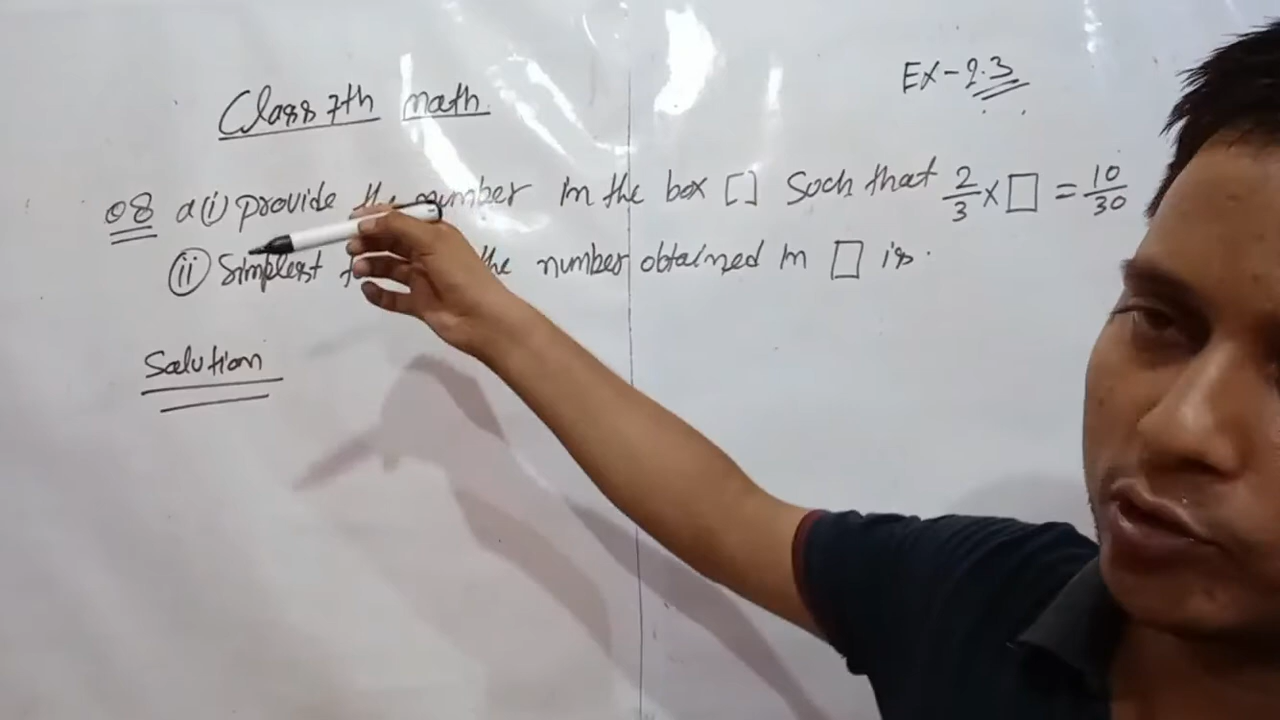 EX-2.3
Class 7th math.
Q8 a(i) provide the number in the box [] Such that 2/3 × □ = 10/30
(ii) Simplest the number obtained in □ is.
Solution